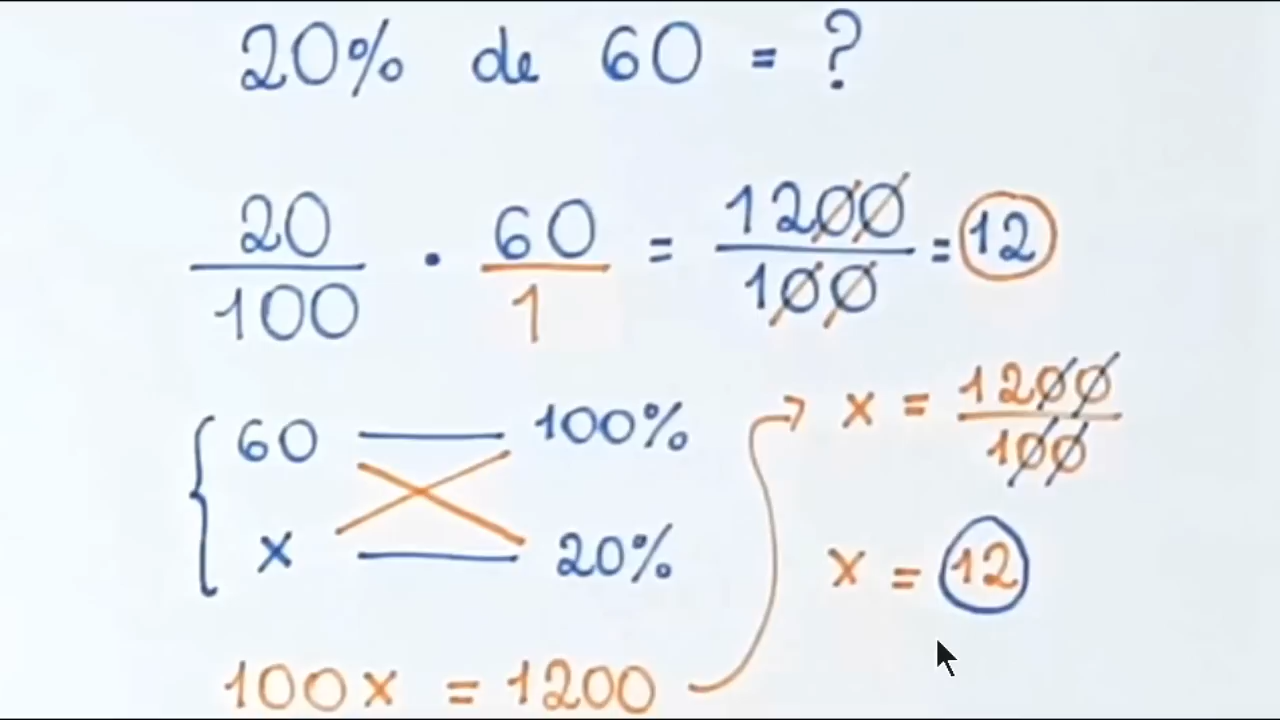 20% de 60 = ?
20/100 · 60/1 = 1200/100 = 12
60 100%
x 20%
100x = 1200
x = 1200/100
x = 12